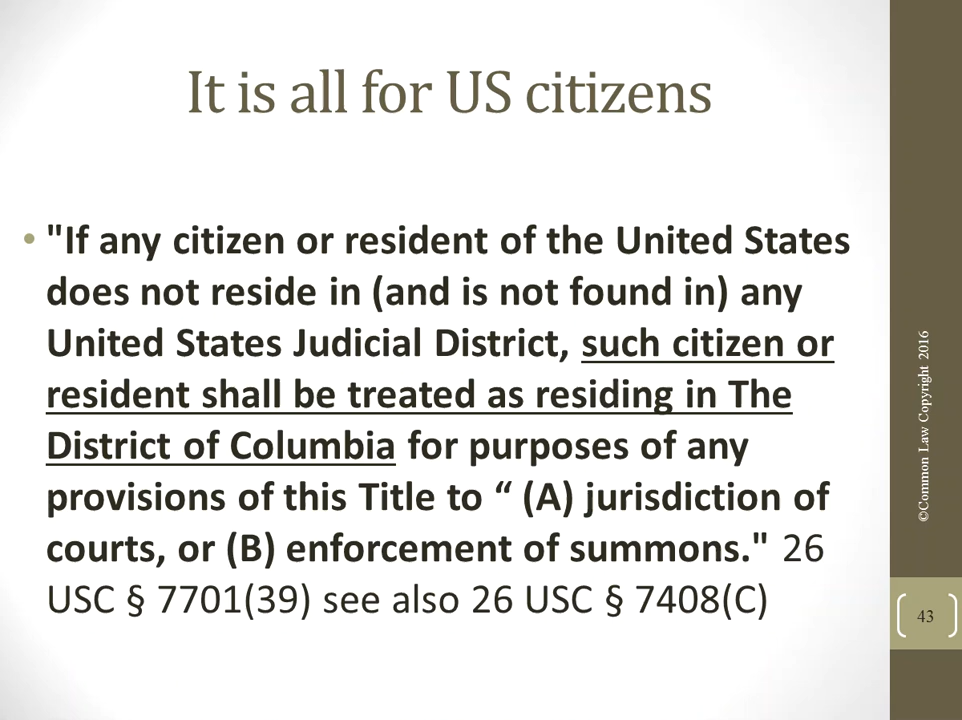 It is all for US citizens
• "If any citizen or resident of the United States
does not reside in (and is not found in) any
United States Judicial District, such citizen or
resident shall be treated as residing in The
District of Columbia for purposes of any
provisions of this Title to “ (A) jurisdiction of
courts, or (B) enforcement of summons." 26
USC § 7701(39) see also 26 USC § 7408(C)
©Common Law Copyright 2016
43